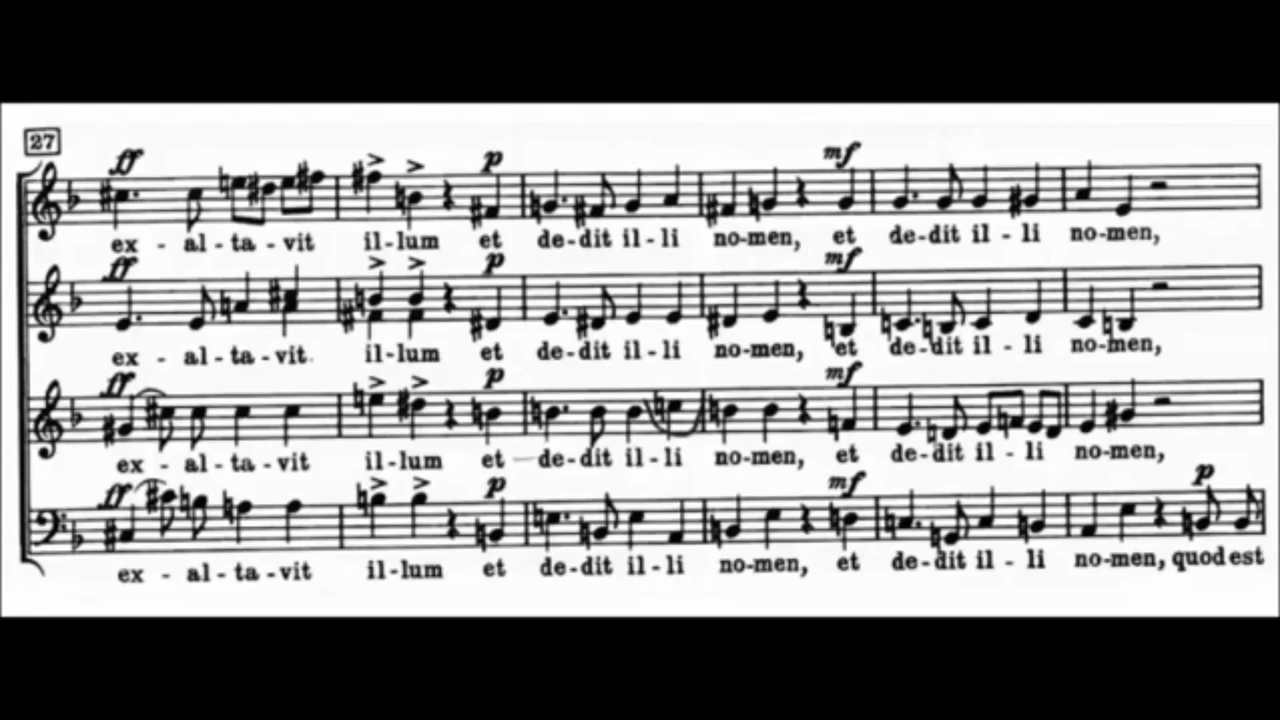 27
ff p mf
ex - al - ta - vit il - lum et de - dit il - li no - men, et de - dit il - li no - men,
ff p mf
ex - al - ta - vit il - lum et de - dit il - li no - men, et de - dit il - li no - men,
ff p mf
ex - al - ta - vit il - lum et de - dit il - li no - men, et de - dit il - li no - men,
ff p mf p
ex - al - ta - vit il - lum et de - dit il - li no - men, et de - dit il - li no - men, quod est